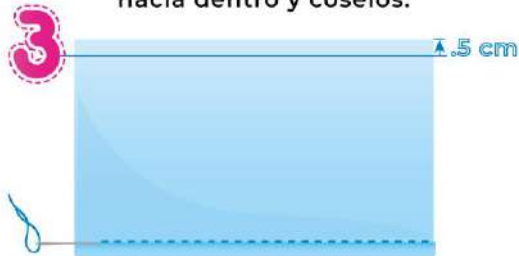 hacia dentro y cóselos.
3
.5 cm